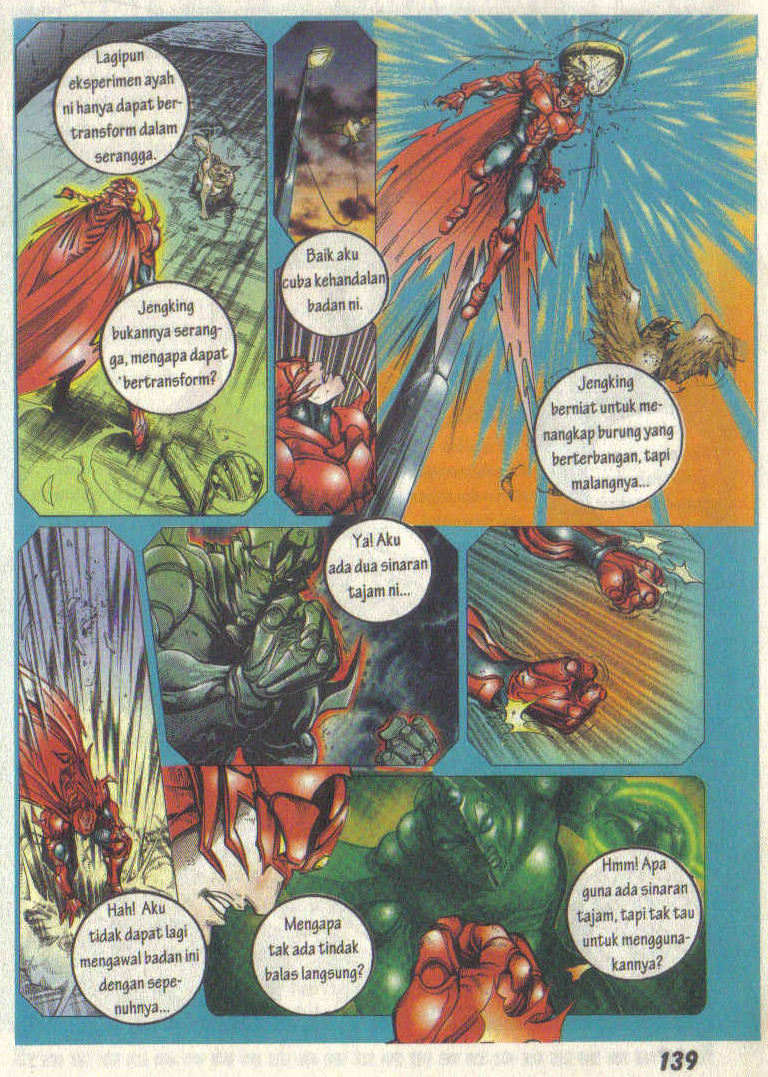 Lagipun
eksperimen ayah
ni hanya dapat ber-
transform dalam
serangga.
Jengking
bukannya serang-
ga, mengapa dapat
bertransform?
Baik aku
cuba kehandalan
badan ni.
Jengking
berniat untuk me-
nangkap burung yang
berterbangan, tapi
malangnya...
Ya! Aku
ada dua sinaran
tajam ni...
Hah! Aku
tidak dapat lagi
mengawal badan ini
dengan sepe-
nuhnya...
Mengapa
tak ada tindak
balas langsung?
Hmm! Apa
guna ada sinaran
tajam, tapi tak tau
untuk mengguna-
kannya?
139